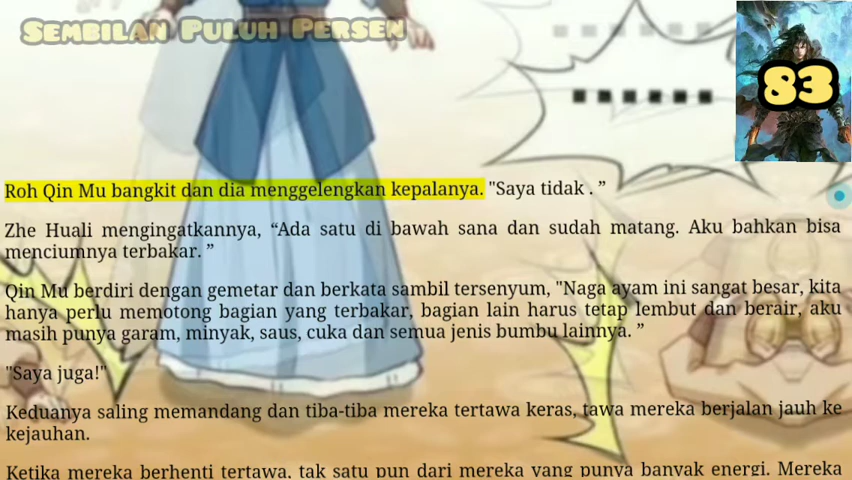 SEMBILAN PULUH PERSEN
83
Roh Qin Mu bangkit dan dia menggelengkan kepalanya. "Saya tidak . ”
Zhe Huali mengingatkannya, “Ada satu di bawah sana dan sudah matang. Aku bahkan bisa
menciumnya terbakar. ”
Qin Mu berdiri dengan gemetar dan berkata sambil tersenyum, "Naga ayam ini sangat besar, kita
hanya perlu memotong bagian yang terbakar, bagian lain harus tetap lembut dan berair, aku
masih punya garam, minyak, saus, cuka dan semua jenis bumbu lainnya. ”
"Saya juga!"
Keduanya saling memandang dan tiba-tiba mereka tertawa keras, tawa mereka berjalan jauh ke
kejauhan.
Ketika mereka berhenti tertawa, tak satu pun dari mereka yang punya banyak energi. Mereka